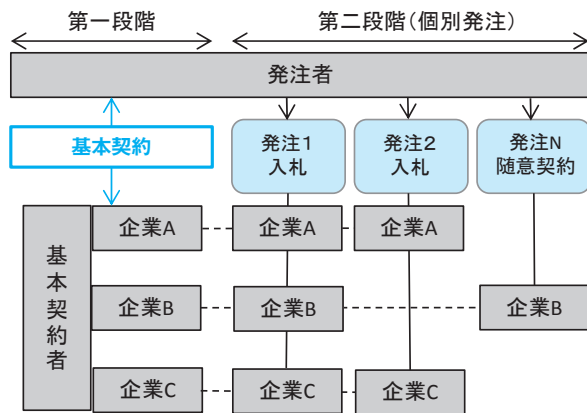 第一段階
第二段階(個別発注)
発注者
基本契約
発注1
入札
発注2
入札
発注N
随意契約
基本契約者
企業A
企業A
企業A
企業B
企業B
企業B
企業C
企業C
企業C